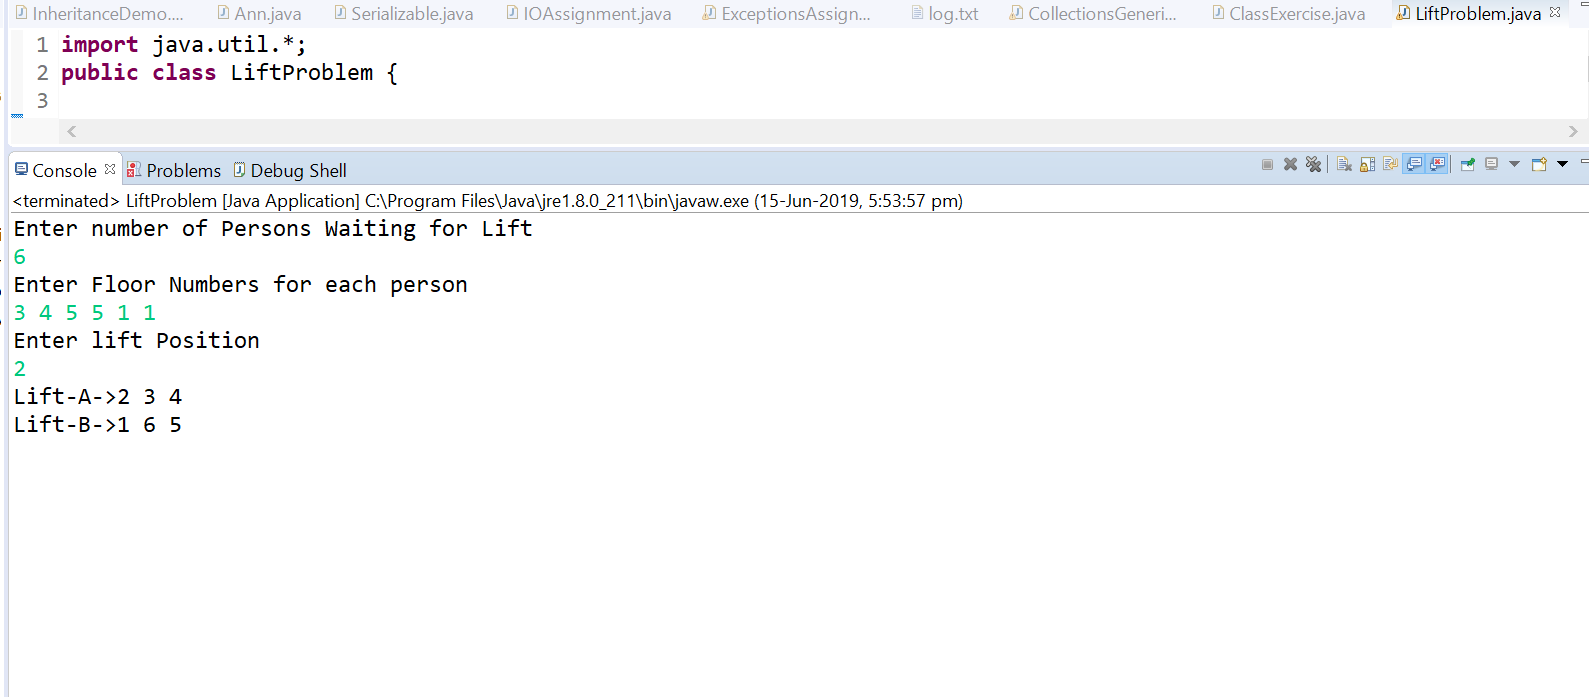 InheritanceDemo.... Ann.java Serializable.java IOAssignment.java ExceptionsAssign... log.txt CollectionsGeneri... ClassExercise.java LiftProblem.java
1 import java.util.*;
2 public class LiftProblem {
3
Console Problems Debug Shell
<terminated> LiftProblem [Java Application] C:\Program Files\Java\jre1.8.0_211\bin\javaw.exe (15-Jun-2019, 5:53:57 pm)
Enter number of Persons Waiting for Lift
6
Enter Floor Numbers for each person
3 4 5 5 1 1
Enter lift Position
2
Lift-A->2 3 4
Lift-B->1 6 5